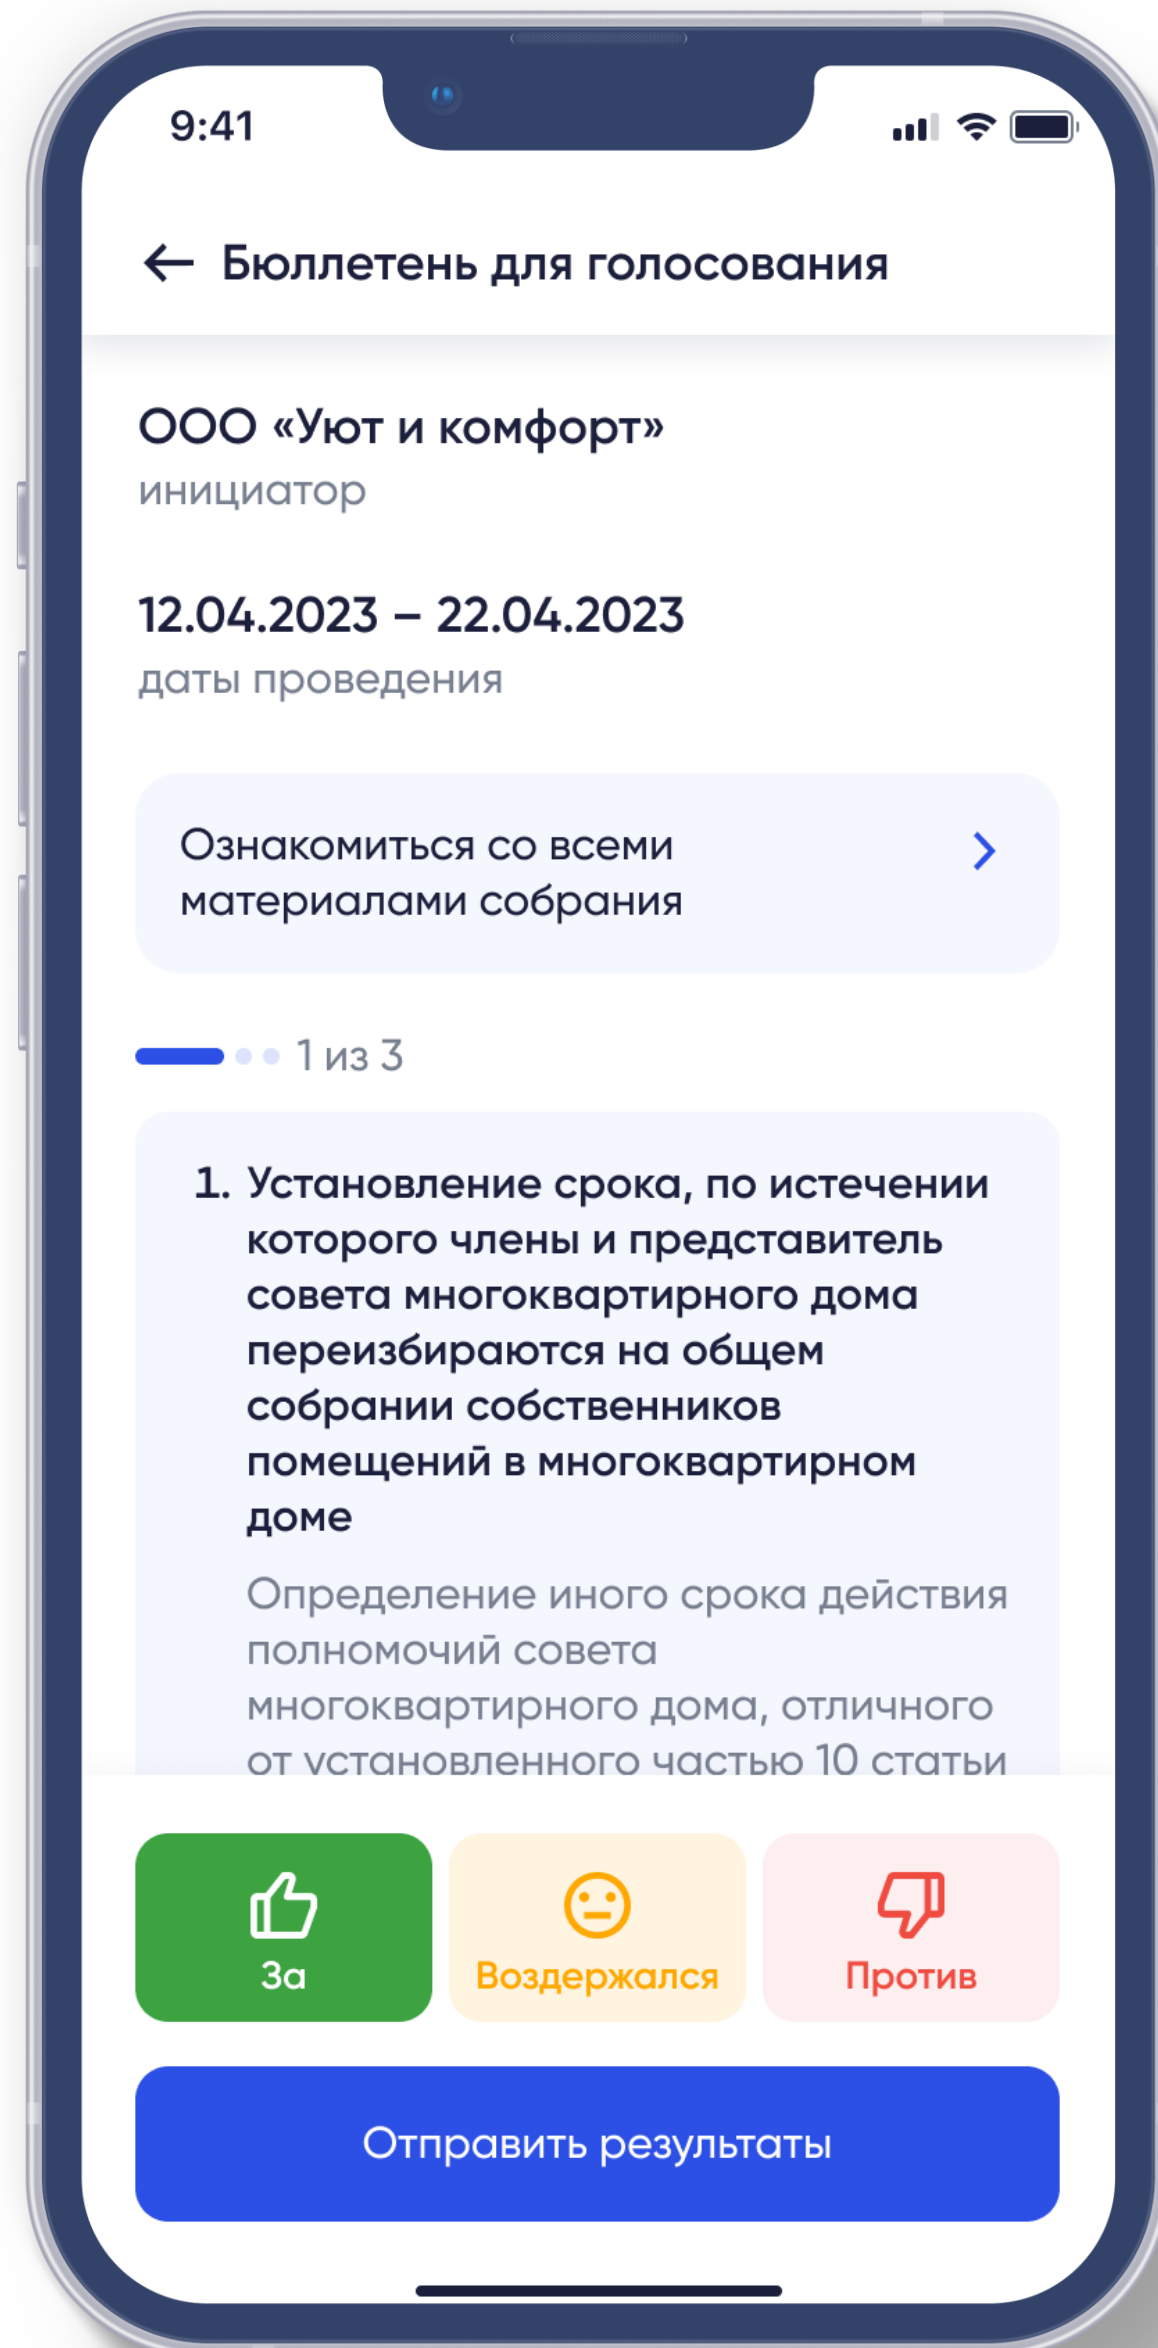 9:41
Бюллетень для голосования
ООО «Уют и комфорт»
инициатор
12.04.2023 – 22.04.2023
даты проведения
Ознакомиться со всеми
материалами собрания
1 из 3
1. Установление срока, по истечении
которого члены и представитель
совета многоквартирного дома
переизбираются на общем
собрании собственников
помещений в многоквартирном
доме
Определение иного срока действия
полномочий совета
многоквартирного дома, отличного
от установленного частью 10 статьи
За
Воздержался
Против
Отправить результаты